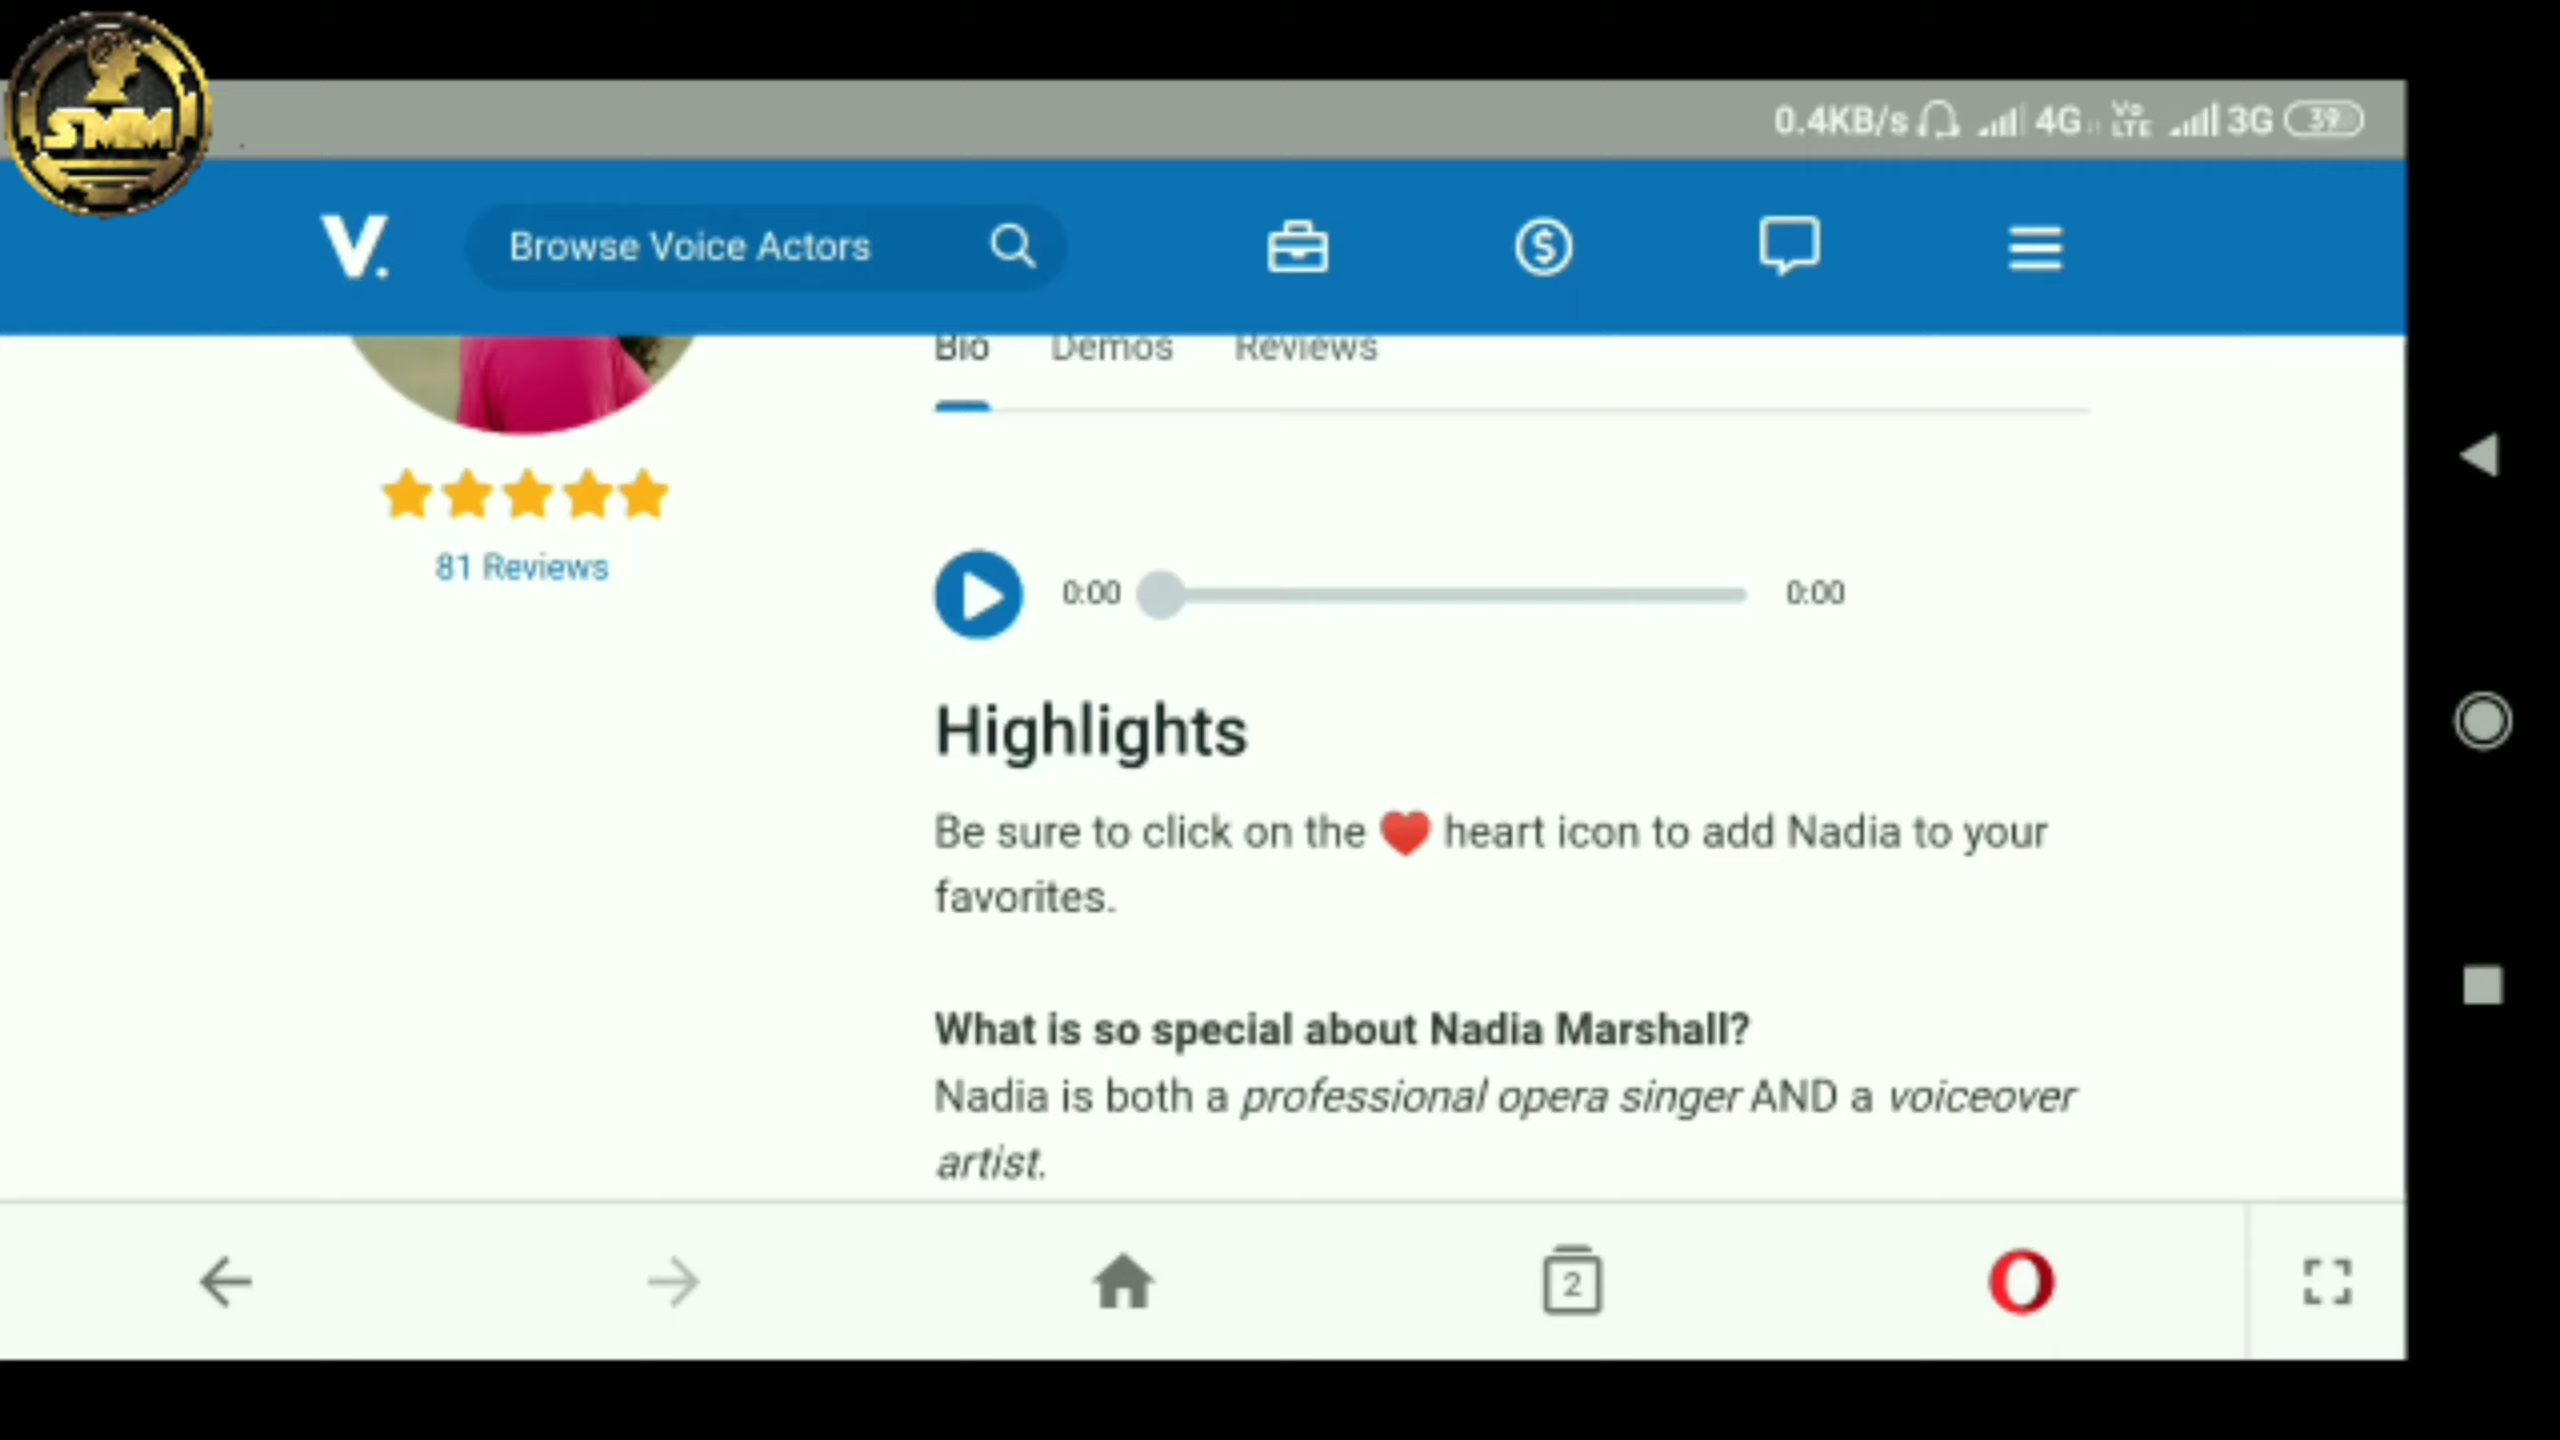 SMM
0.4KB/s 4G Vo LTE 3G 39
V. Browse Voice Actors
Bio Demos Reviews
81 Reviews
0:00 0:00
Highlights
Be sure to click on the ❤️ heart icon to add Nadia to your
favorites.
What is so special about Nadia Marshall?
Nadia is both a professional opera singer AND a voiceover
artist.
2